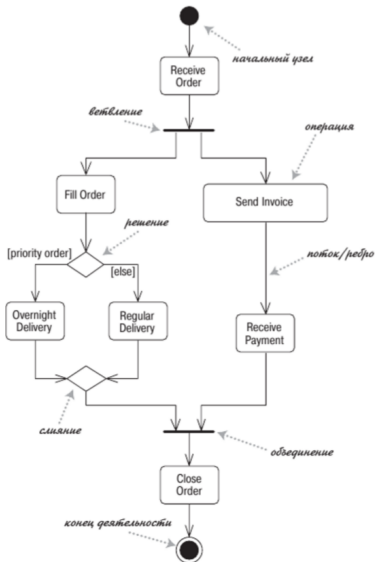 начальный узел
Receive
Order
ветвление
операция
Fill Order
Send Invoice
решение
[priority order]
[else]
поток/ребро
Overnight
Delivery
Regular
Delivery
Receive
Payment
слияние
объединение
Close
Order
конец деятельности